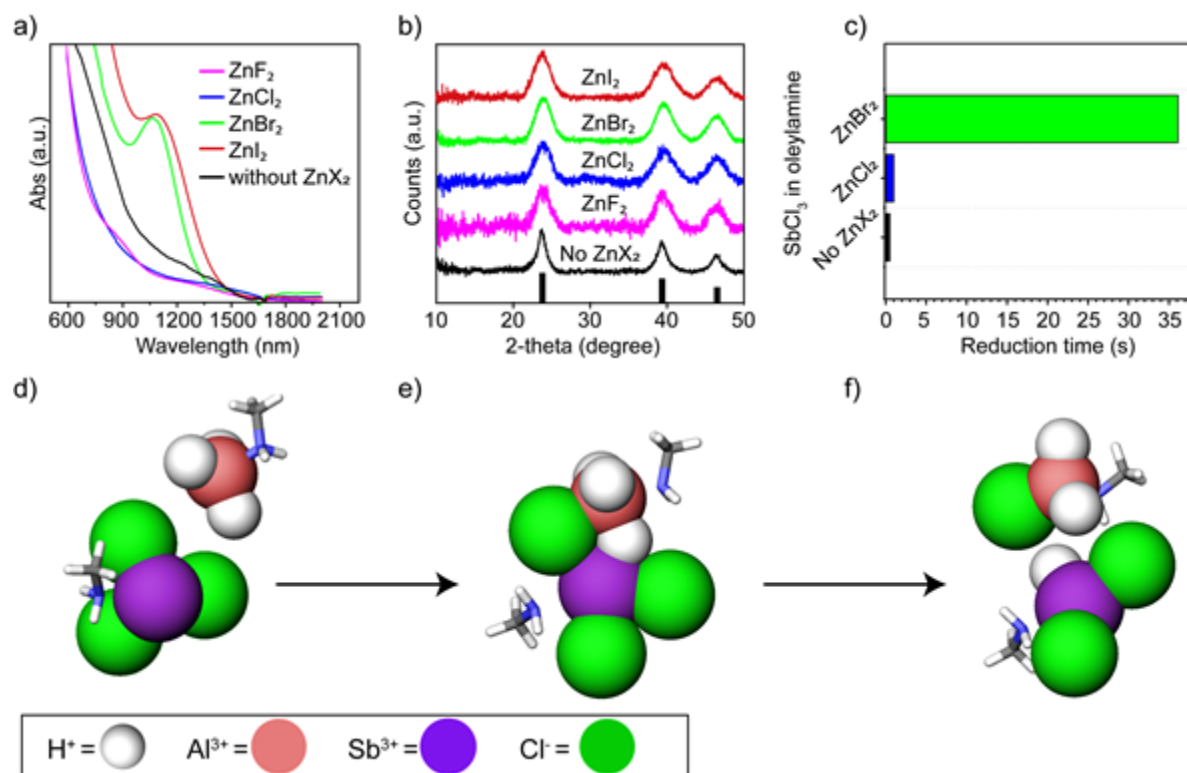 a)
Abs (a.u.)
ZnF₂
ZnCl₂
ZnBr₂
ZnI₂
without ZnX₂
600 900 1200 1500 1800 2100
Wavelength (nm)
b)
Counts (a.u.)
ZnI₂
ZnBr₂
ZnCl₂
ZnF₂
No ZnX₂
10 20 30 40 50
2-theta (degree)
c)
SbCl₃ in oleylamine
ZnBr₂
ZnCl₂
No ZnX₂
0 5 10 15 20 25 30 35
Reduction time (s)
d)
e)
f)
H⁺ = Al³⁺ = Sb³⁺ = Cl⁻ =